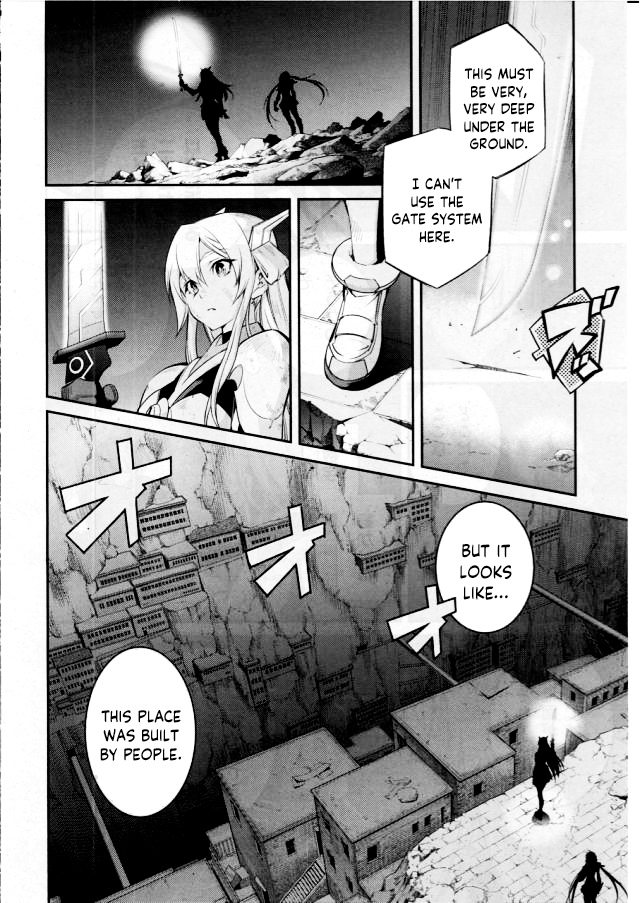 THIS MUST
BE VERY,
VERY DEEP
UNDER THE
GROUND.
I CAN'T
USE THE
GATE SYSTEM
HERE.
オ
オ
オ
BUT IT
LOOKS
LIKE...
THIS PLACE
WAS BUILT
BY PEOPLE.